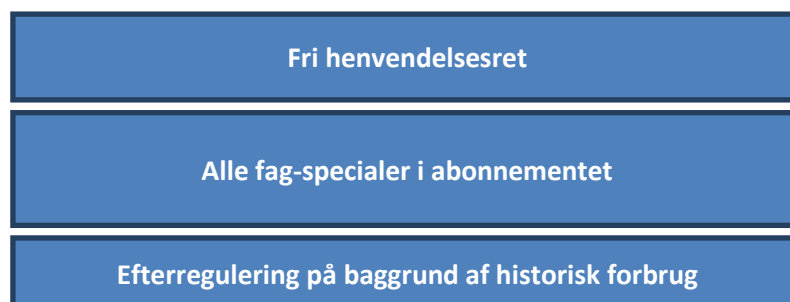 Fri henvendelsesret
Alle fag-specialer i abonnementet
Efterregulering på baggrund af historisk forbrug